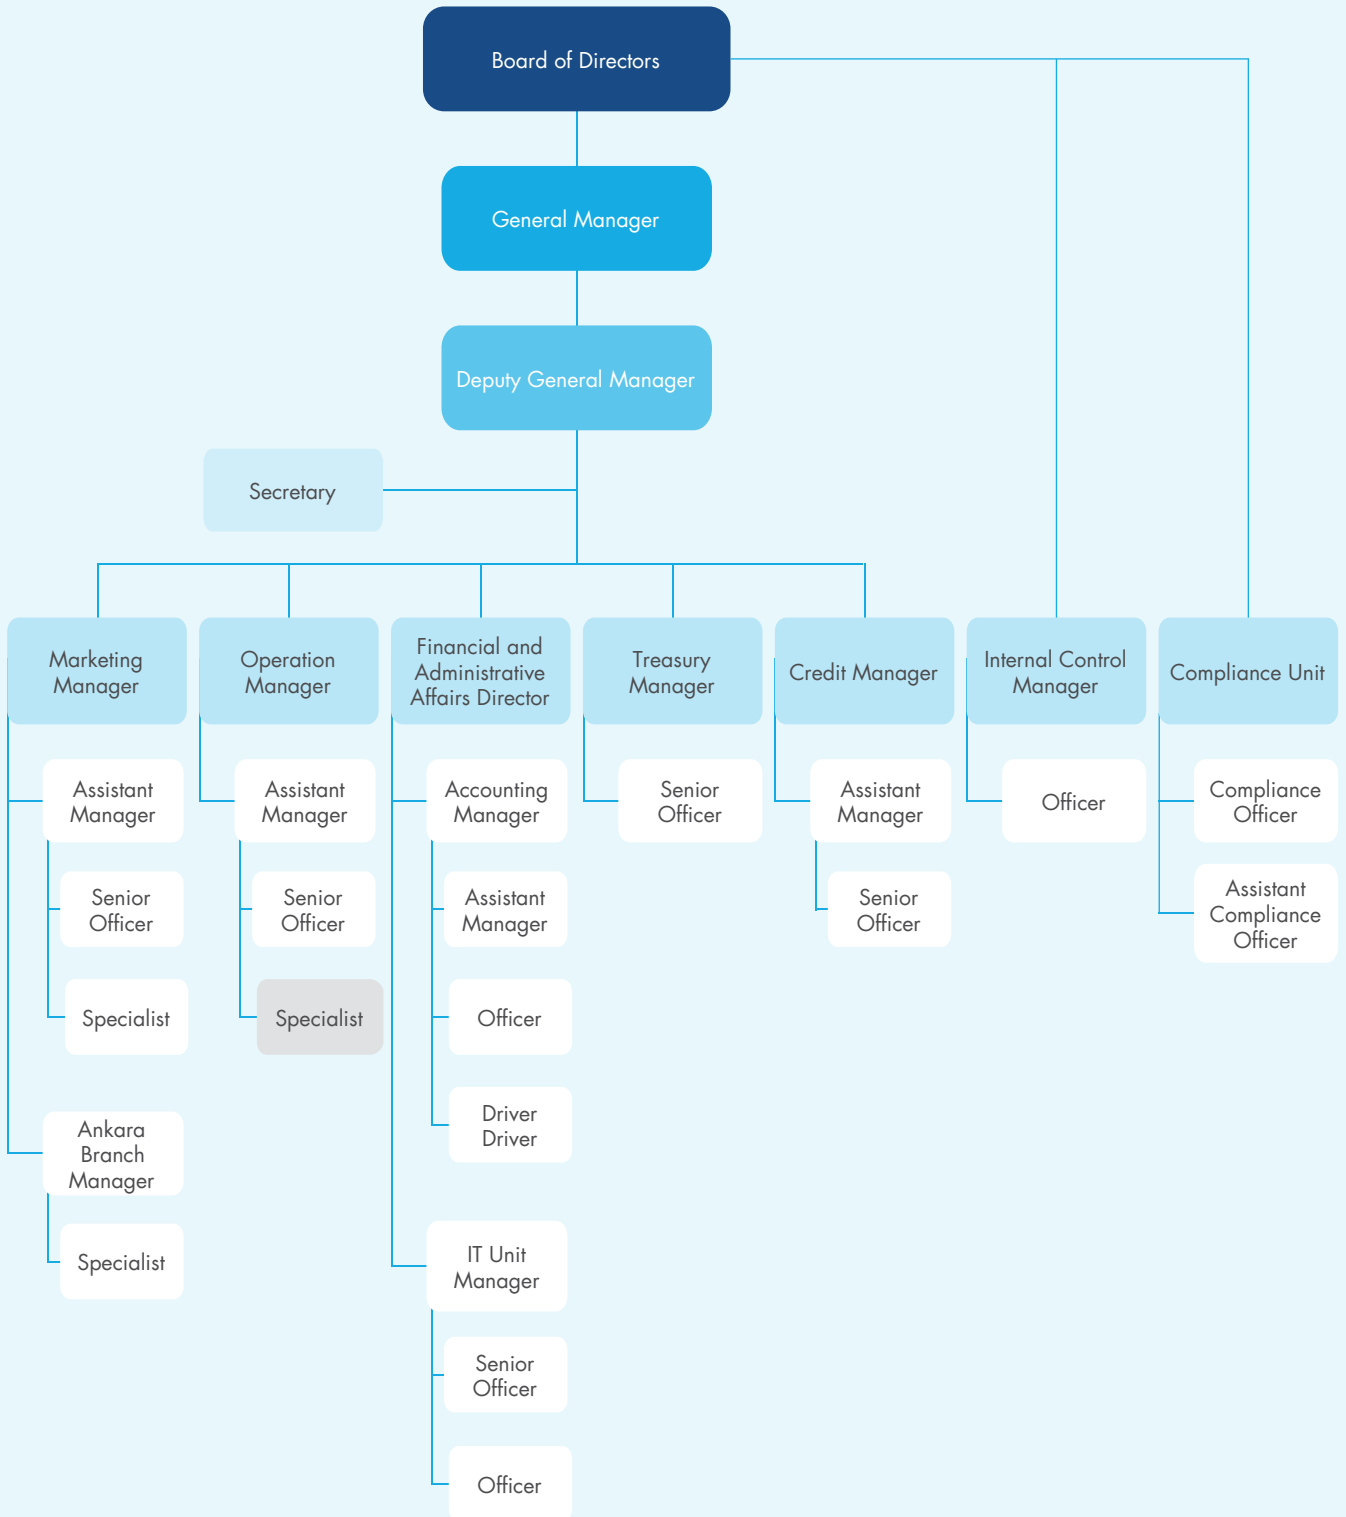 Board of Directors
General Manager
Deputy General Manager
Secretary
Marketing
Manager
Operation
Manager
Financial and
Administrative
Affairs Director
Treasury
Manager
Credit Manager
Internal Control
Manager
Compliance Unit
Assistant
Manager
Senior
Officer
Specialist
Ankara
Branch
Manager
Specialist
Assistant
Manager
Senior
Officer
Specialist
Accounting
Manager
Assistant
Manager
Officer
Driver
Driver
IT Unit
Manager
Senior
Officer
Officer
Senior
Officer
Assistant
Manager
Senior
Officer
Officer
Compliance
Officer
Assistant
Compliance
Officer